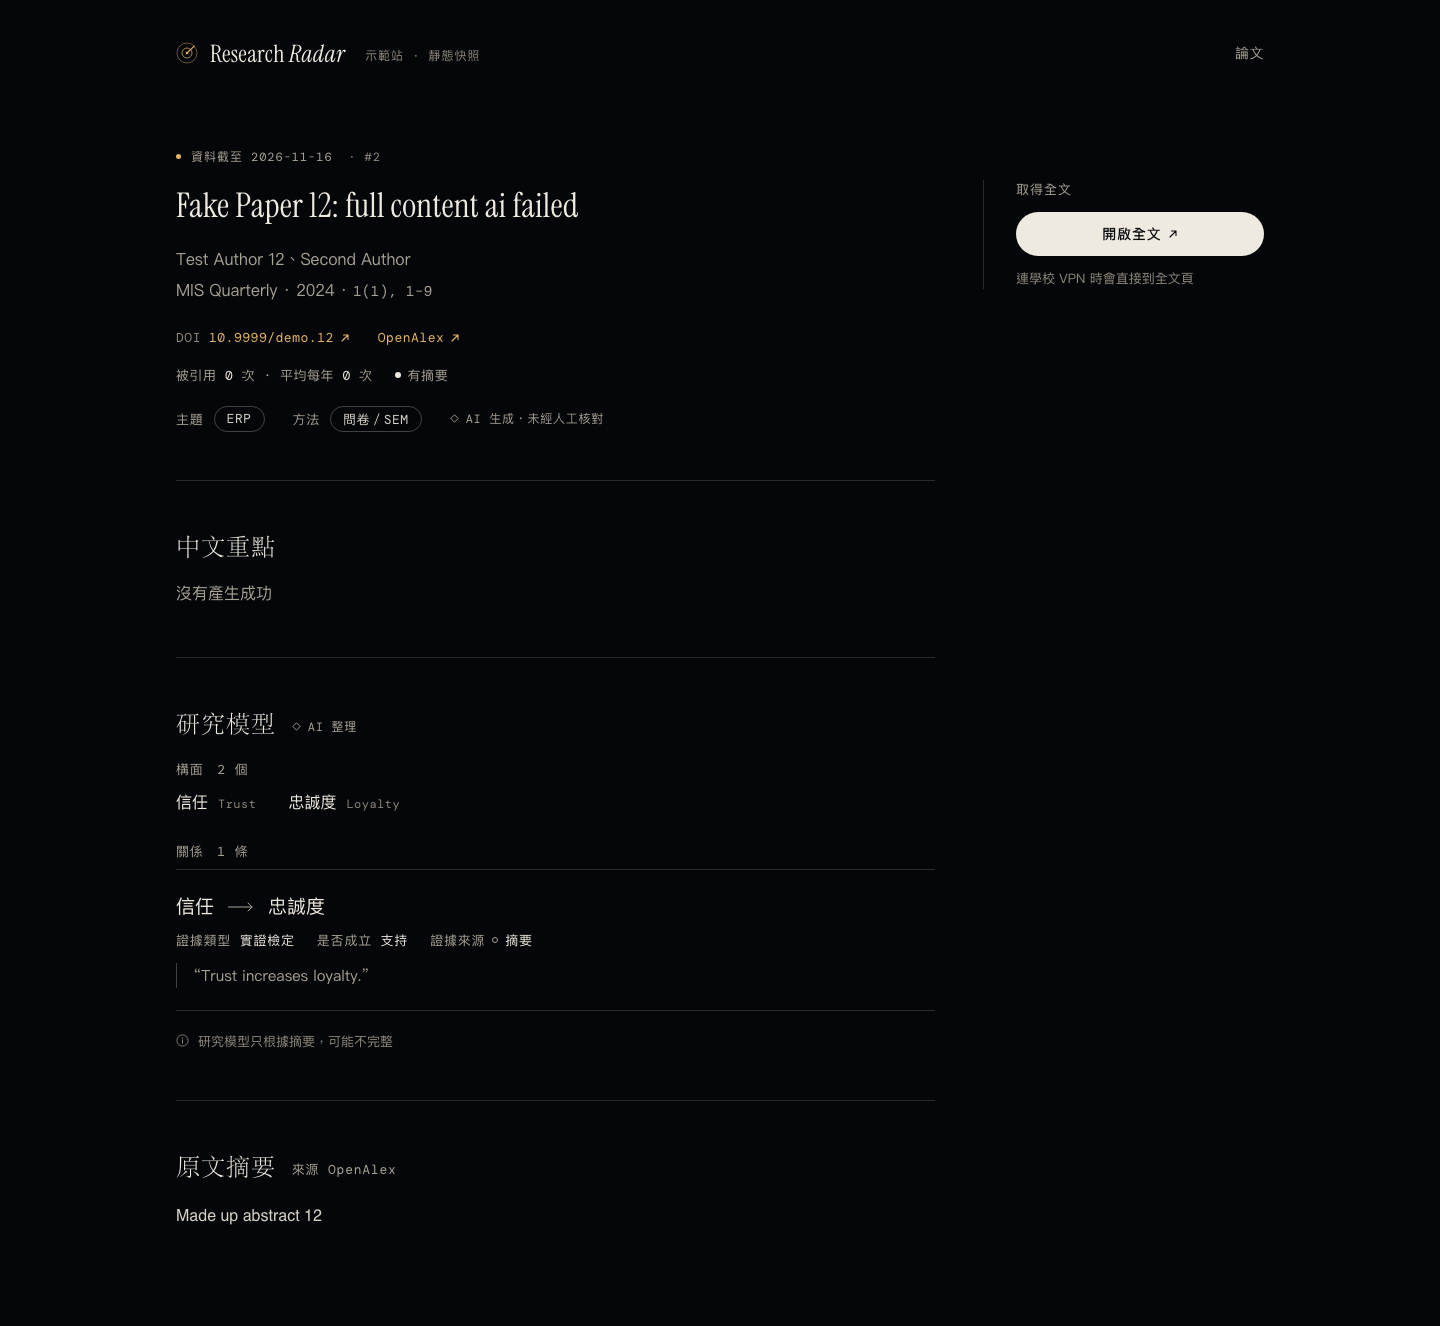 Research Radar 示範站 · 靜態快照 論文
資料截至 2026-11-16 · #2
Fake Paper 12: full content ai failed
Test Author 12、Second Author
MIS Quarterly · 2024 · 1(1), 1–9
DOI 10.9999/demo.12 ↗ OpenAlex ↗
被引用 0 次 · 平均每年 0 次 有摘要
主題 ERP 方法 問卷 / SEM ◇ AI 生成・未經人工核對
取得全文
開啟全文 ↗
連學校 VPN 時會直接到全文頁
中文重點
沒有產生成功
研究模型 ◇ AI 整理
構面 2 個
信任 Trust 忠誠度 Loyalty
關係 1 條
信任 → 忠誠度
證據類型 實證檢定 是否成立 支持 證據來源 ○ 摘要
“Trust increases loyalty.”
研究模型只根據摘要，可能不完整
原文摘要 來源 OpenAlex
Made up abstract 12